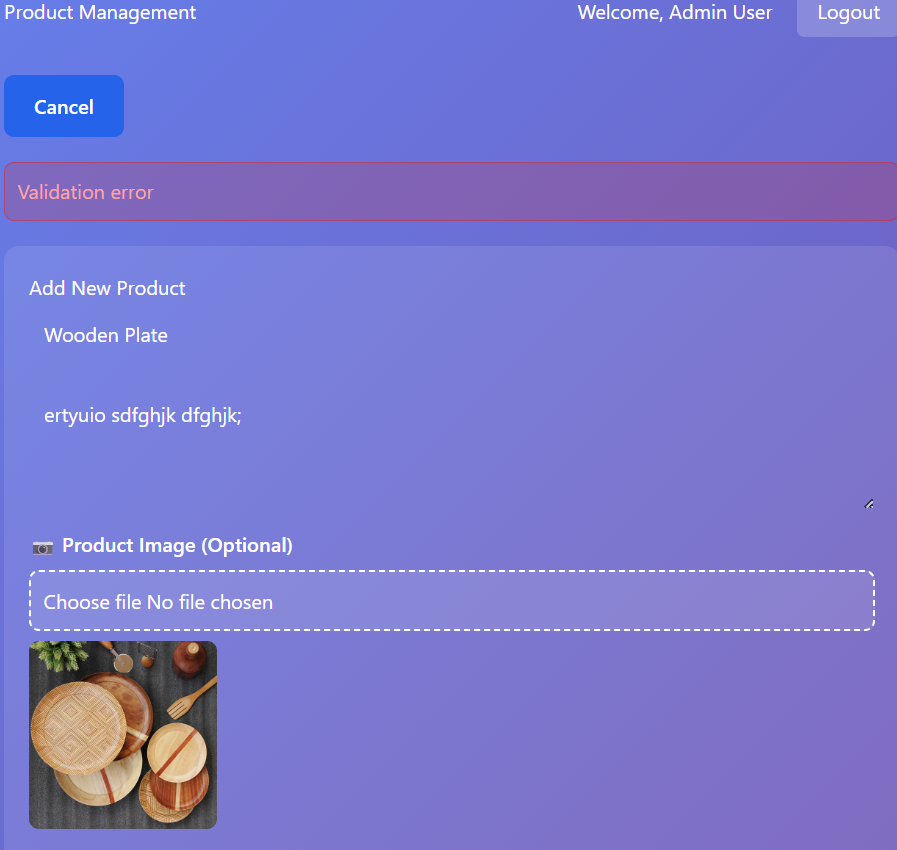 Product Management
Welcome, Admin User
Logout
Cancel
Validation error
Add New Product
Wooden Plate
ertyuio sdfghjk dfghjk;
Product Image (Optional)
Choose file No file chosen